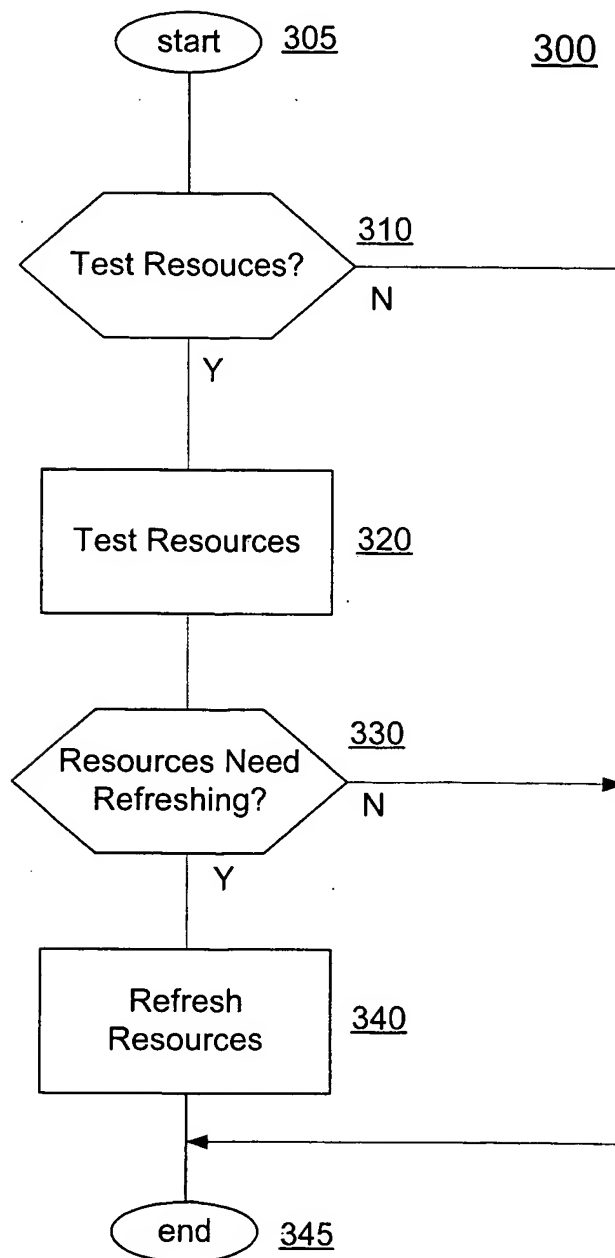 start
305
300
310
Test Resouces?
N
Y
Test Resources
320
330
Resources Need
Refreshing?
N
Y
Refresh
Resources
340
end
345